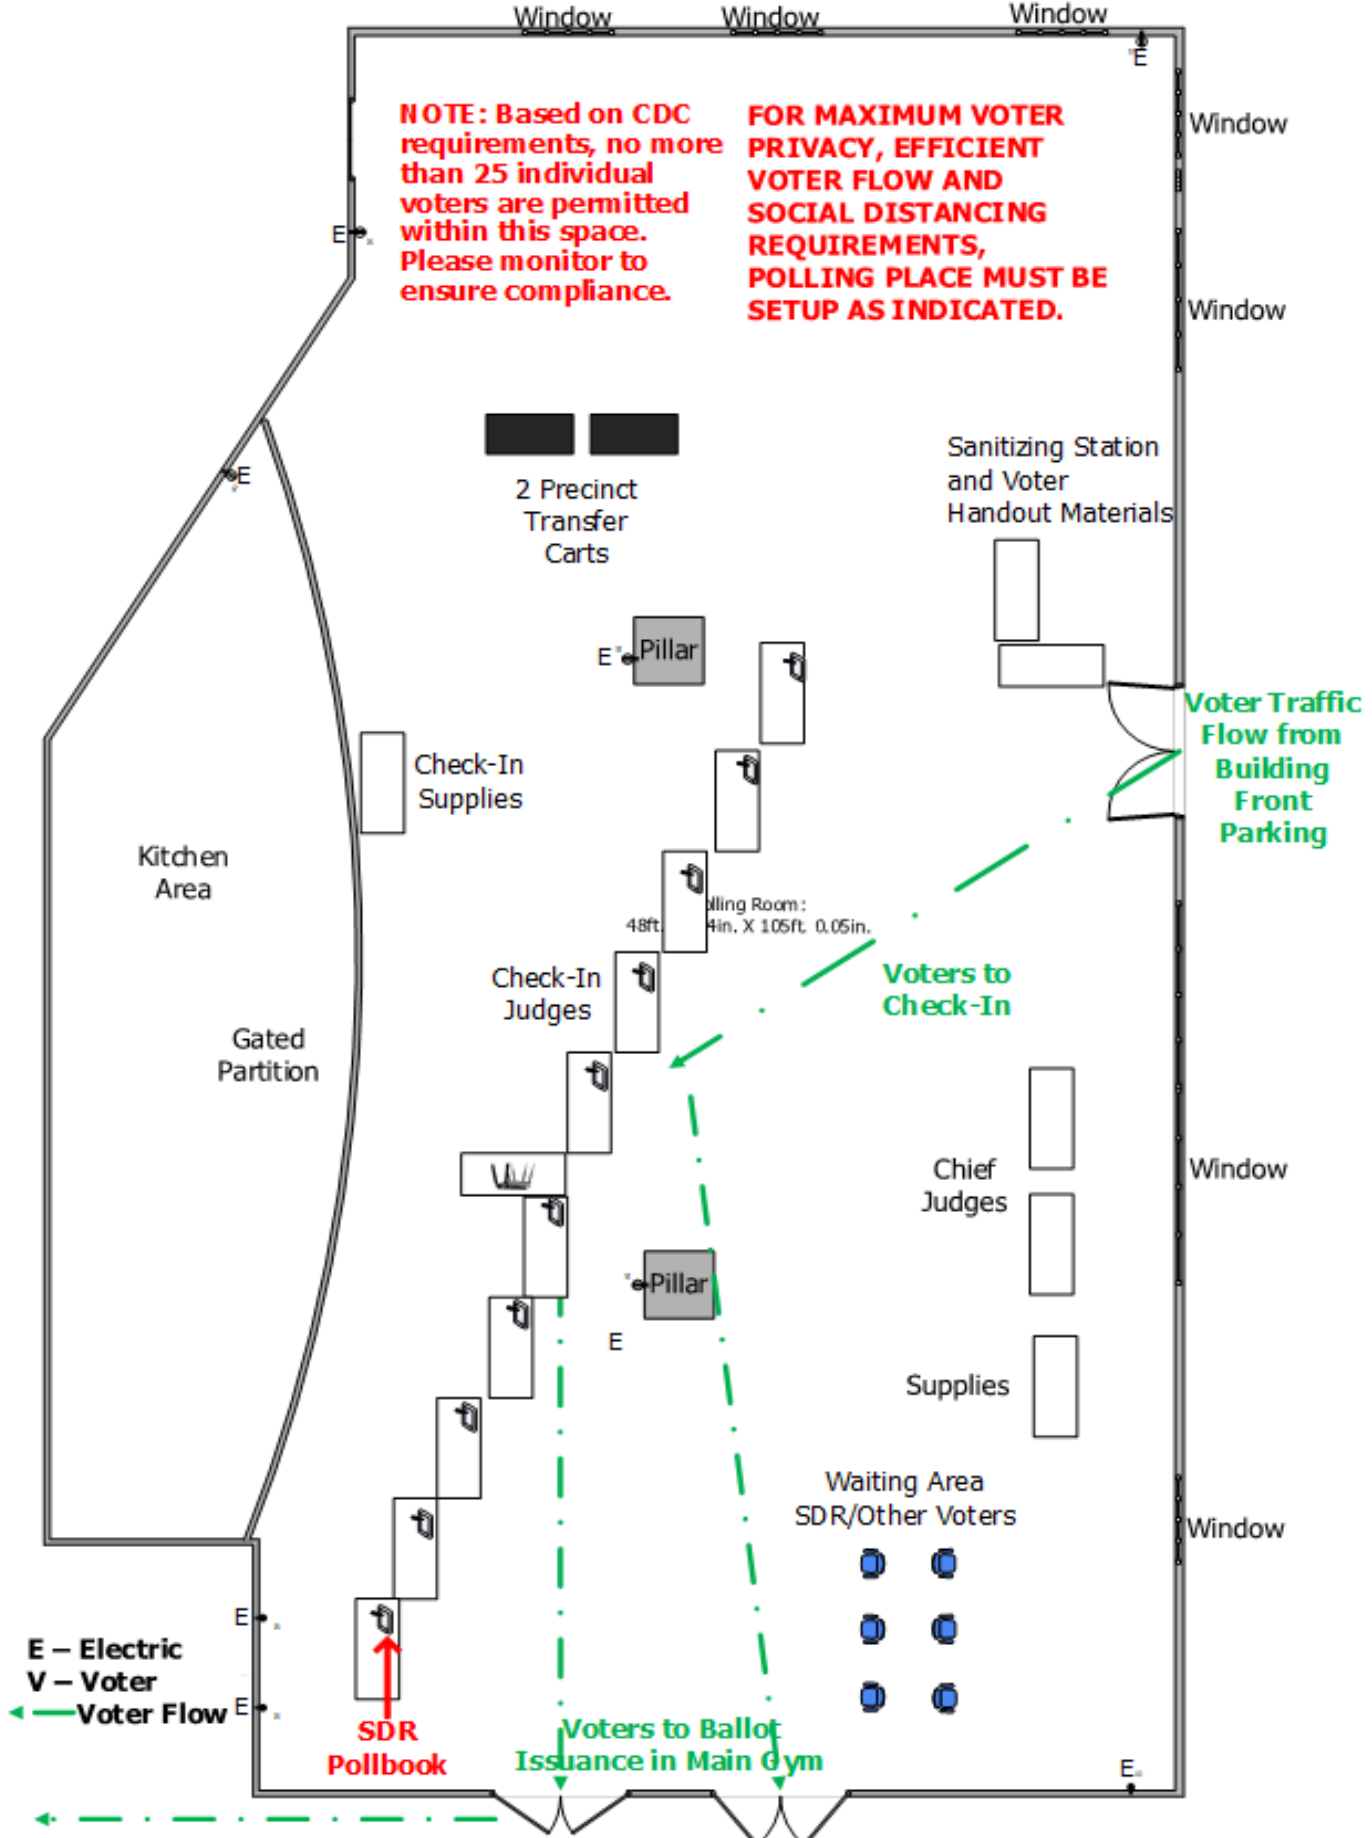 Window
Window
Window
E
Window
NOTE: Based on CDC
requirements, no more
than 25 individual
voters are permitted
within this space.
Please monitor to
ensure compliance.
FOR MAXIMUM VOTER
PRIVACY, EFFICIENT
VOTER FLOW AND
SOCIAL DISTANCING
REQUIREMENTS,
POLLING PLACE MUST BE
SETUP AS INDICATED.
E
Window
E
2 Precinct
Transfer
Carts
Sanitizing Station
and Voter
Handout Materials
E
Pillar
Voter Traffic
Flow from
Building
Front
Parking
Check-In
Supplies
Kitchen
Area
Room:
48ft.
4in. X 105ft. 0.05in.
Check-In
Judges
Voters to
Check-In
Gated
Partition
Chief
Judges
Window
Pillar
E
Supplies
Waiting Area
SDR/Other Voters
Window
E
E – Electric
V – Voter
Voter Flow
E
SDR
Pollbook
Voters to Ballot
Issuance in Main Gym
E